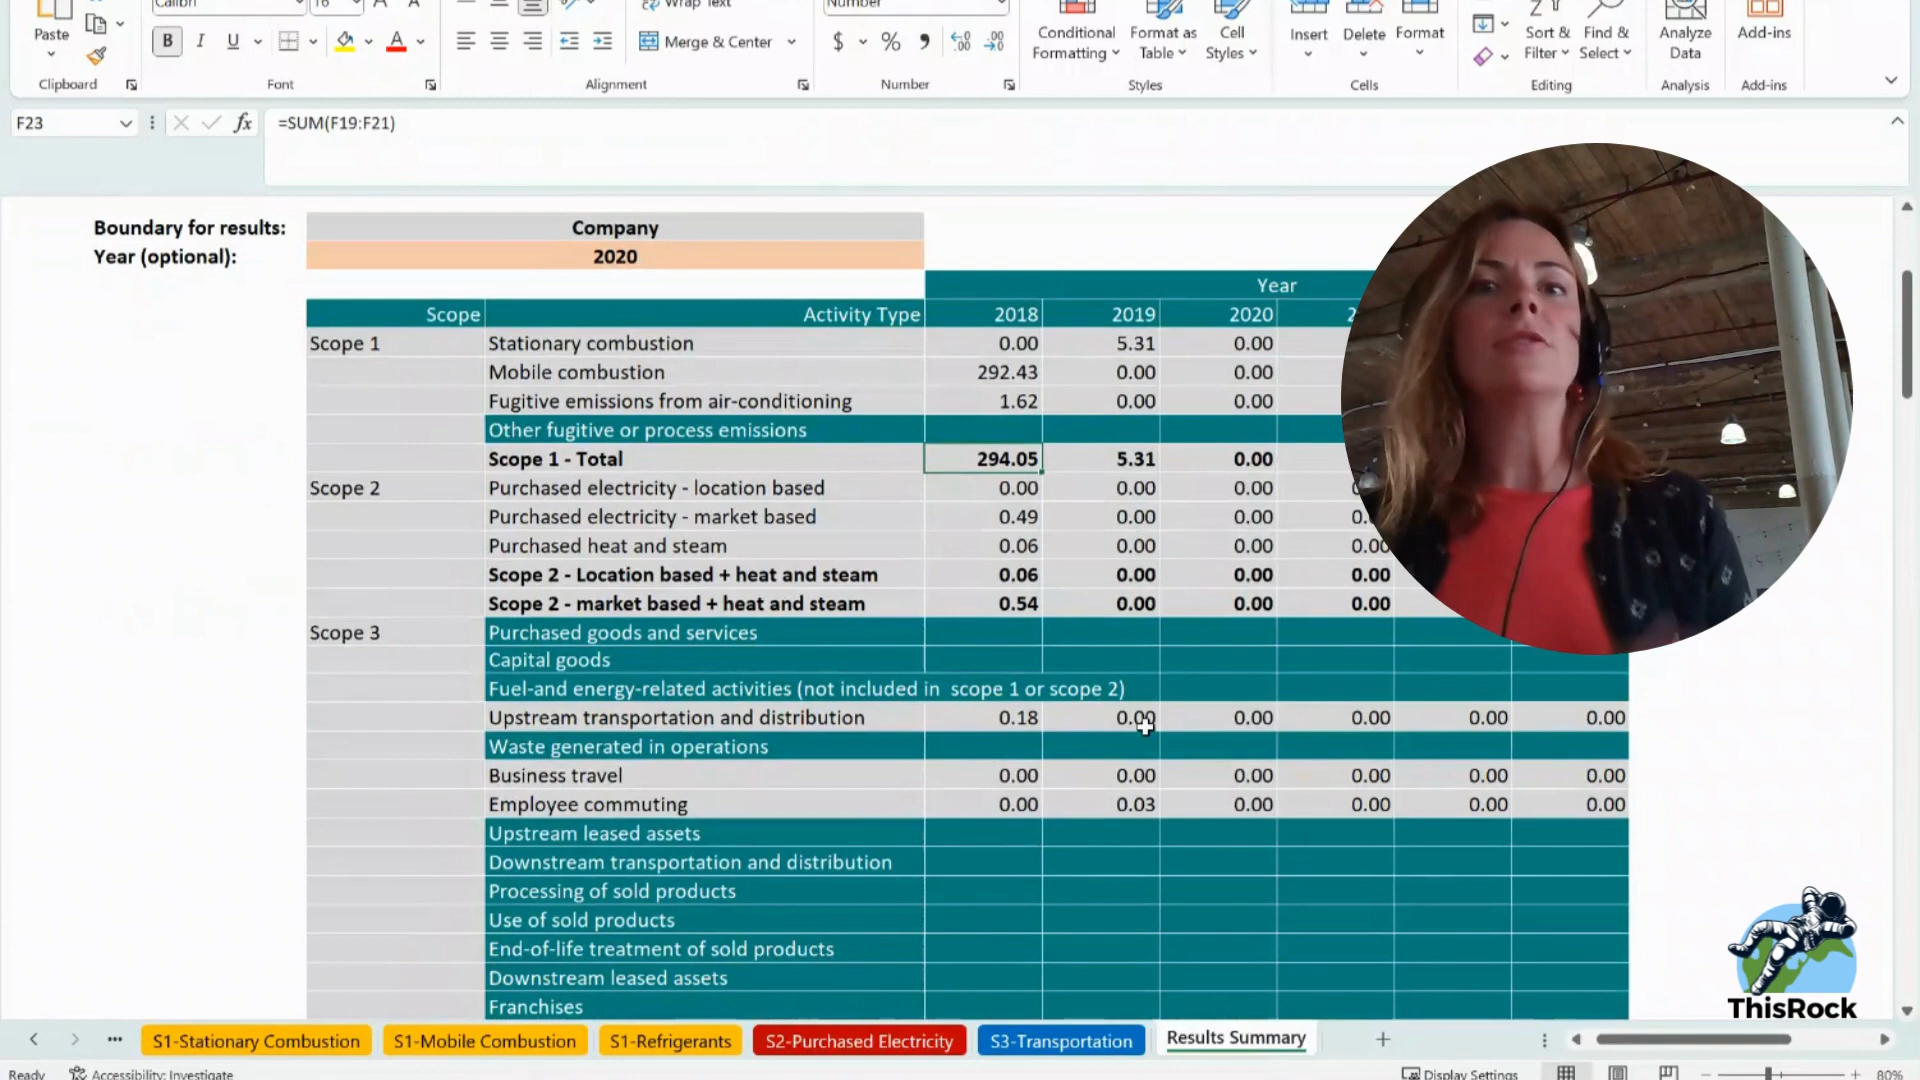 Calibri 16 Wrap Text Number
Paste B I U Merge & Center $ % Conditional Formatting Format as Table Cell Styles Insert Delete Format Sort & Filter Find & Select Analyze Data Add-ins
Clipboard Font Alignment Number Styles Cells Editing Analysis Add-ins
F23 fx =SUM(F19:F21)
Boundary for results: Company
Year (optional): 2020
Year
Scope Activity Type 2018 2019 2020
Scope 1 Stationary combustion 0.00 5.31 0.00
Mobile combustion 292.43 0.00 0.00
Fugitive emissions from air-conditioning 1.62 0.00 0.00
Other fugitive or process emissions
Scope 1 - Total 294.05 5.31 0.00
Scope 2 Purchased electricity - location based 0.00 0.00 0.00
Purchased electricity - market based 0.49 0.00 0.00
Purchased heat and steam 0.06 0.00 0.00 0.00
Scope 2 - Location based + heat and steam 0.06 0.00 0.00 0.00
Scope 2 - market based + heat and steam 0.54 0.00 0.00 0.00
Scope 3 Purchased goods and services
Capital goods
Fuel-and energy-related activities (not included in scope 1 or scope 2)
Upstream transportation and distribution 0.18 0.00 0.00 0.00 0.00 0.00
Waste generated in operations
Business travel 0.00 0.00 0.00 0.00 0.00 0.00
Employee commuting 0.00 0.03 0.00 0.00 0.00 0.00
Upstream leased assets
Downstream transportation and distribution
Processing of sold products
Use of sold products
End-of-life treatment of sold products
Downstream leased assets
Franchises
ThisRock
S1-Stationary Combustion S1-Mobile Combustion S1-Refrigerants S2-Purchased Electricity S3-Transportation Results Summary
Ready Accessibility: Investigate Display Settings 80%